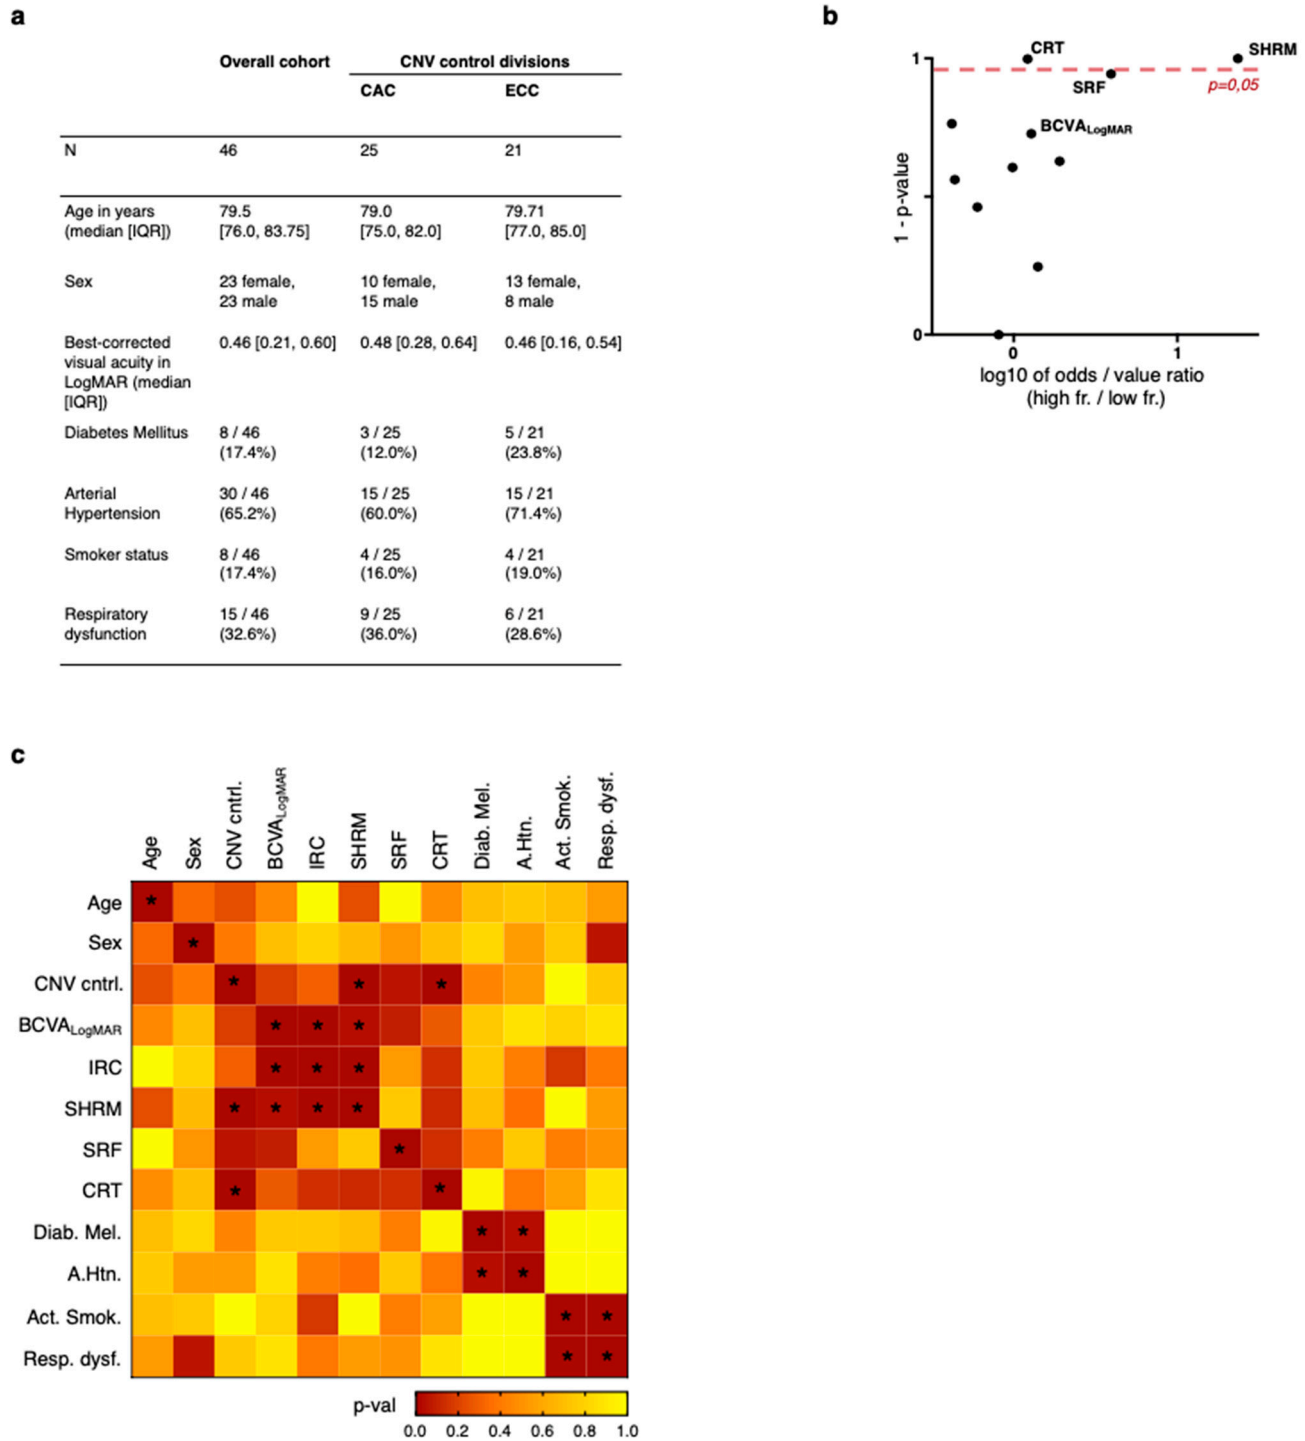 a
Overall cohort
CNV control divisions
CAC
ECC
N
46
25
21
Age in years
(median [IQR])
79.5
[76.0, 83.75]
79.0
[75.0, 82.0]
79.71
[77.0, 85.0]
Sex
23 female,
23 male
10 female,
15 male
13 female,
8 male
Best-corrected
visual acuity in
LogMAR (median
[IQR])
0.46 [0.21, 0.60]
0.48 [0.28, 0.64]
0.46 [0.16, 0.54]
Diabetes Mellitus
8 / 46
(17.4%)
3 / 25
(12.0%)
5 / 21
(23.8%)
Arterial
Hypertension
30 / 46
(65.2%)
15 / 25
(60.0%)
15 / 21
(71.4%)
Smoker status
8 / 46
(17.4%)
4 / 25
(16.0%)
4 / 21
(19.0%)
Respiratory
dysfunction
15 / 46
(32.6%)
9 / 25
(36.0%)
6 / 21
(28.6%)
b
CRT
SHRM
SRF
p=0,05
BCVALogMAR
1
0
1 - p-value
0
1
log10 of odds / value ratio
(high fr. / low fr.)
c
Age
Sex
CNV cntrl.
BCVALogMAR
IRC
SHRM
SRF
CRT
Diab. Mel.
A.Htn.
Act. Smok.
Resp. dysf.
Age *
Sex *
CNV cntrl. * * *
BCVALogMAR * * *
IRC * * *
SHRM * * * *
SRF *
CRT * *
Diab. Mel. * *
A.Htn. * *
Act. Smok. * *
Resp. dysf. * *
p-val
0.0 0.2 0.4 0.6 0.8 1.0